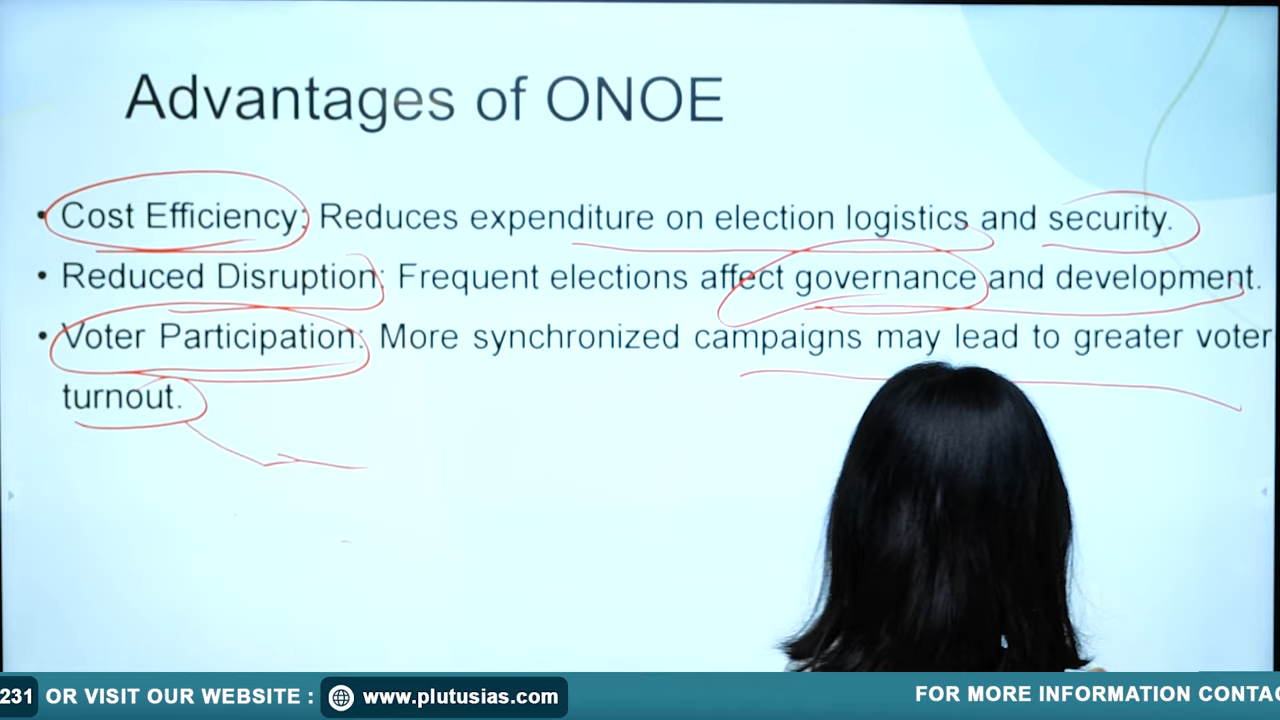 Advantages of ONOE
• Cost Efficiency: Reduces expenditure on election logistics and security.
• Reduced Disruption: Frequent elections affect governance and development.
• Voter Participation: More synchronized campaigns may lead to greater voter
turnout.
231 OR VISIT OUR WEBSITE : www.plutusias.com FOR MORE INFORMATION CONTAC